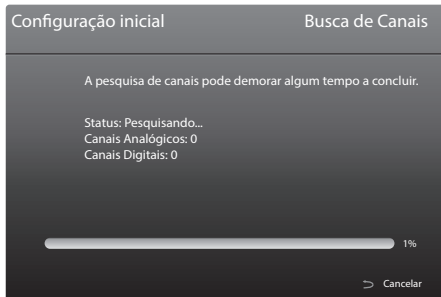 Configuração inicial
Busca de Canais
A pesquisa de canais pode demorar algum tempo a concluir.
Status: Pesquisando...
Canais Analógicos: 0
Canais Digitais: 0
1%
Cancelar